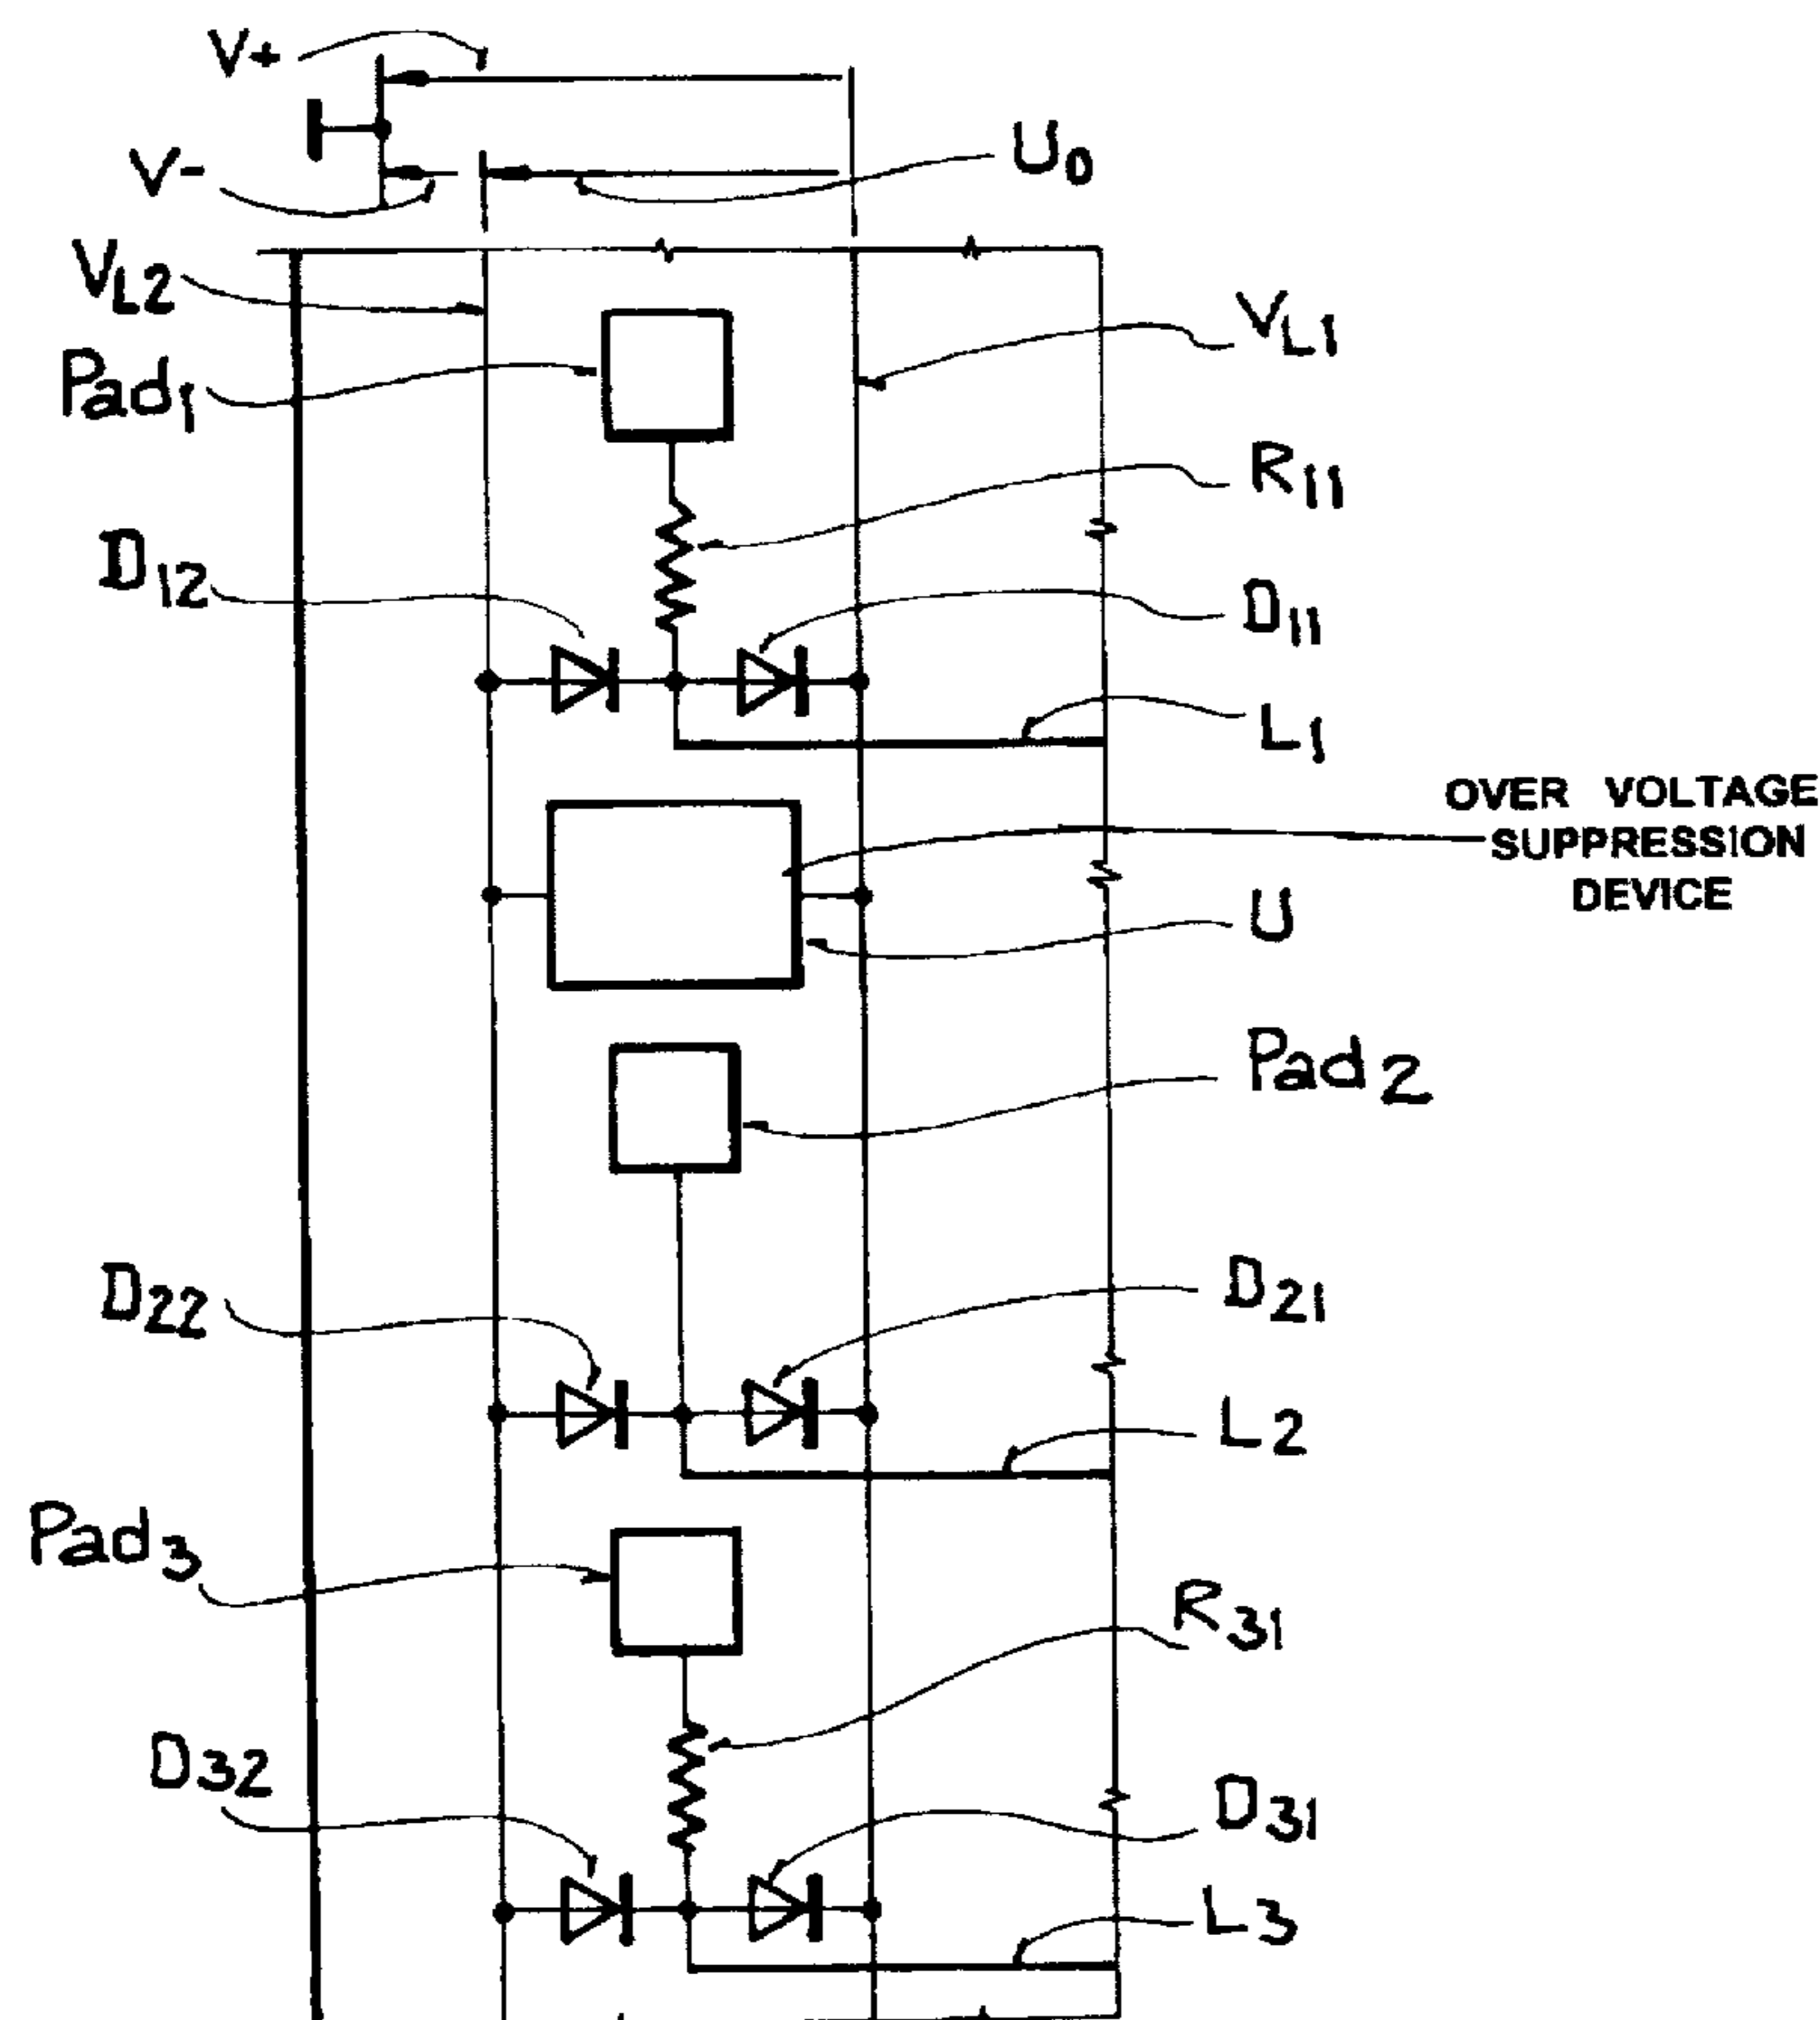 V+
V-
U0
VL2
VL1
Pad1
R11
D12
D11
L1
OVER VOLTAGE
SUPPRESSION
DEVICE
U
Pad2
D22
D21
L2
Pad3
R31
D32
D31
L3